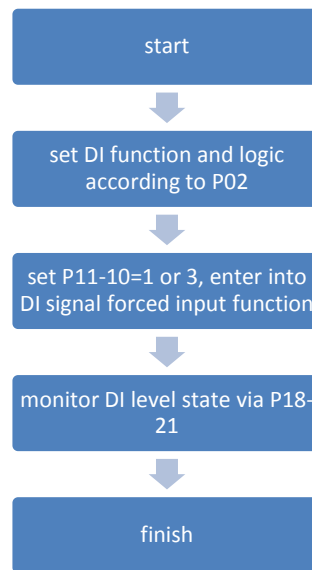 start
set DI function and logic
according to P02
set P11-10=1 or 3, enter into
DI signal forced input function
monitor DI level state via P18-
21
finish